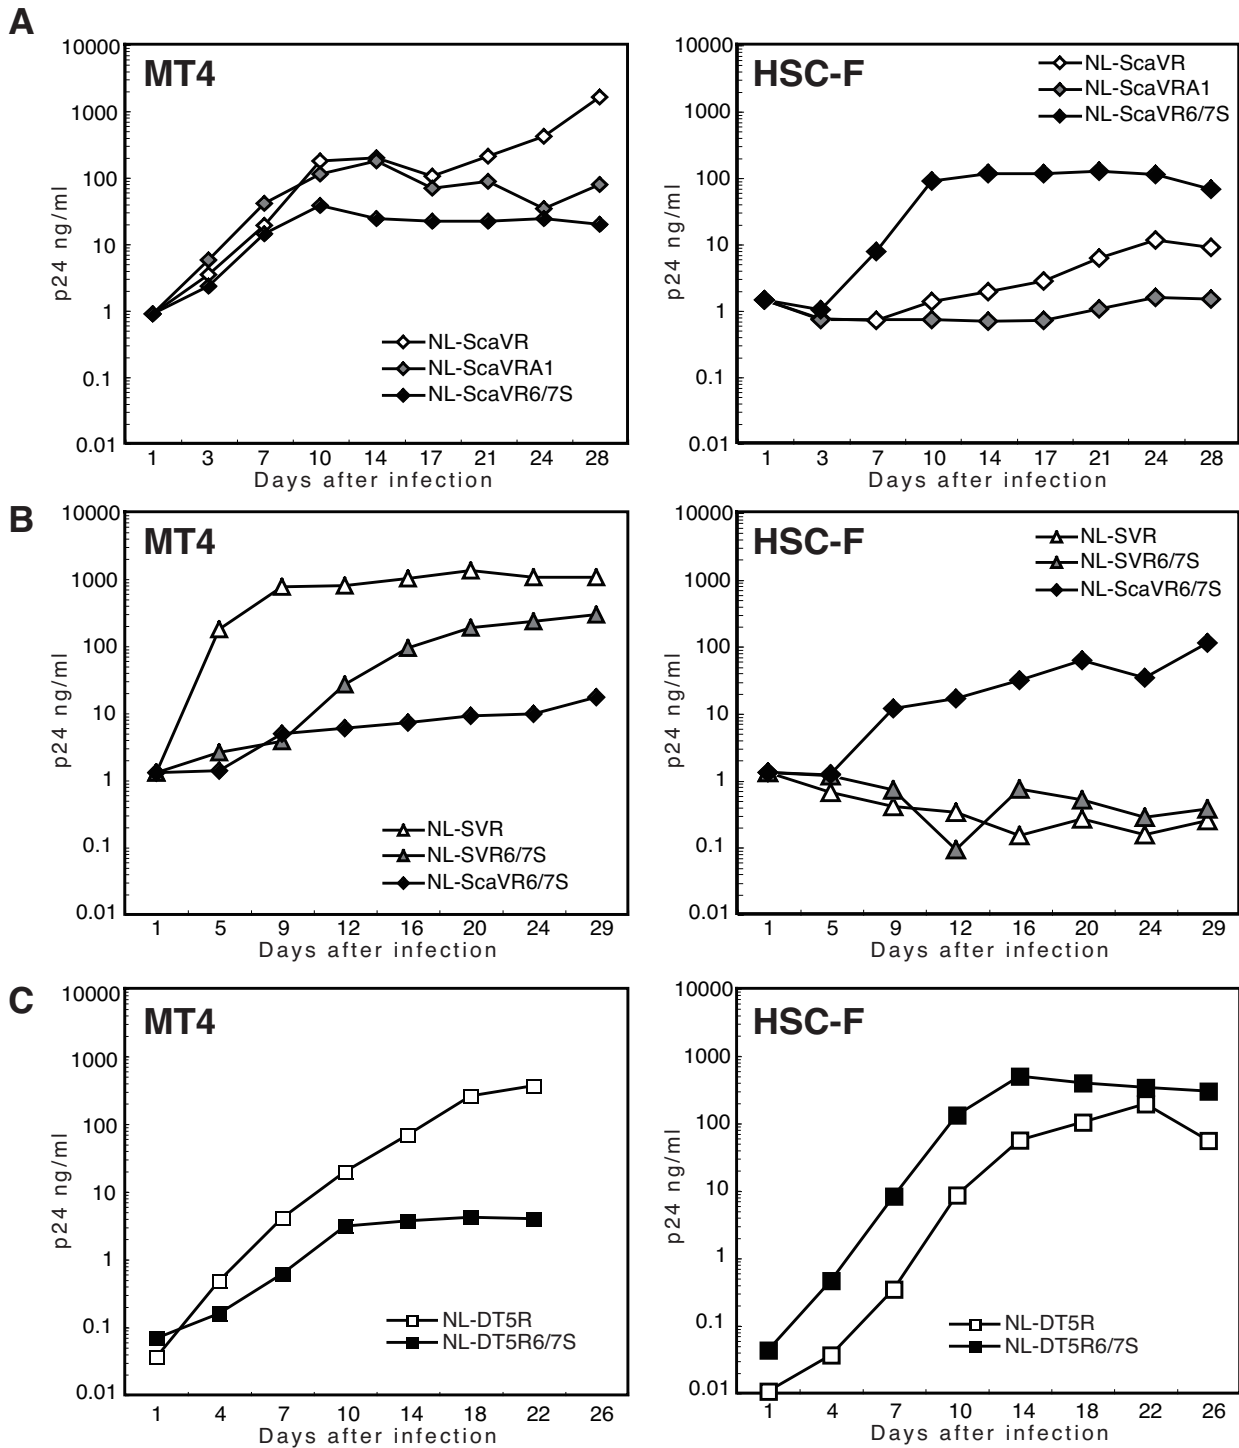 A
MT4
10000
1000
100
10
1
0.1
0.01
p24 ng/ml
NL-ScaVR
NL-ScaVRA1
NL-ScaVR6/7S
1 3 7 10 14 17 21 24 28
Days after infection
HSC-F
10000
1000
100
10
1
0.1
0.01
p24 ng/ml
NL-ScaVR
NL-ScaVRA1
NL-ScaVR6/7S
1 3 7 10 14 17 21 24 28
Days after infection
B
MT4
10000
1000
100
10
1
0.1
0.01
p24 ng/ml
NL-SVR
NL-SVR6/7S
NL-ScaVR6/7S
1 5 9 12 16 20 24 29
Days after infection
HSC-F
10000
1000
100
10
1
0.1
0.01
p24 ng/ml
NL-SVR
NL-SVR6/7S
NL-ScaVR6/7S
1 5 9 12 16 20 24 29
Days after infection
C
MT4
10000
1000
100
10
1
0.1
0.01
p24 ng/ml
NL-DT5R
NL-DT5R6/7S
1 4 7 10 14 18 22 26
Days after infection
HSC-F
10000
1000
100
10
1
0.1
0.01
p24 ng/ml
NL-DT5R
NL-DT5R6/7S
1 4 7 10 14 18 22 26
Days after infection